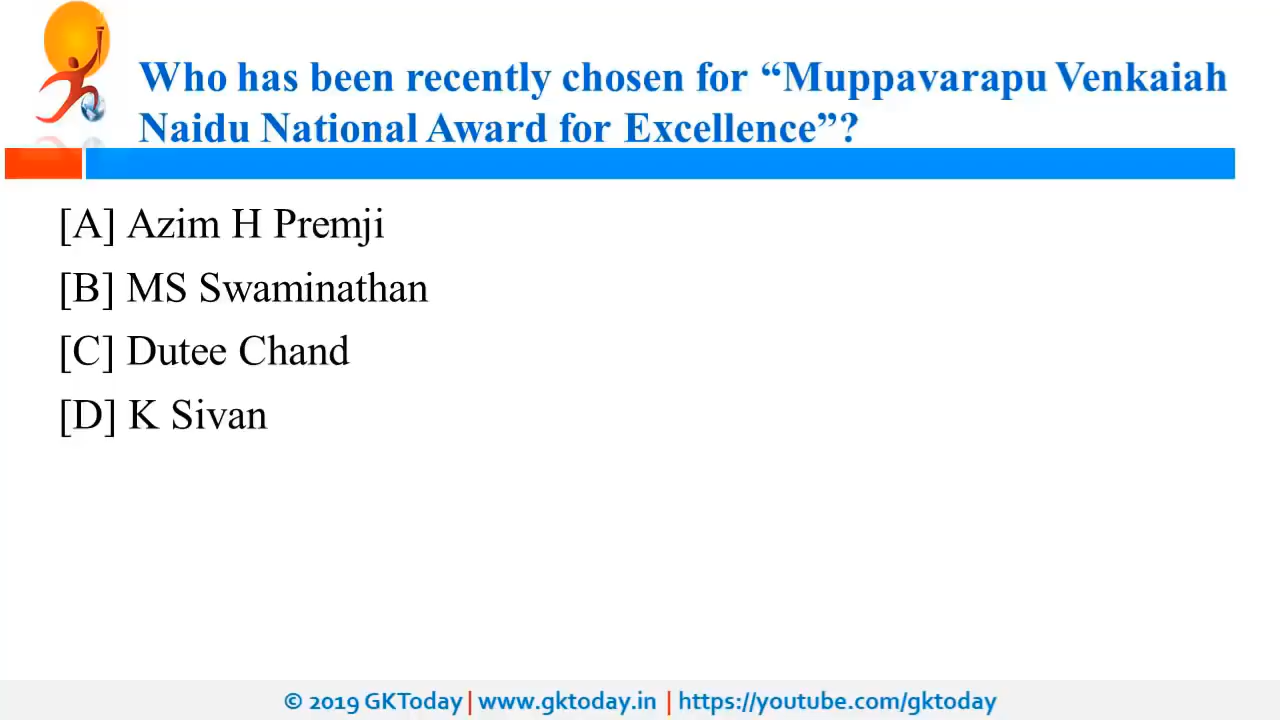 Who has been recently chosen for “Muppavarapu Venkaiah
Naidu National Award for Excellence”?
[A] Azim H Premji
[B] MS Swaminathan
[C] Dutee Chand
[D] K Sivan
© 2019 GKToday | www.gktoday.in | https://youtube.com/gktoday